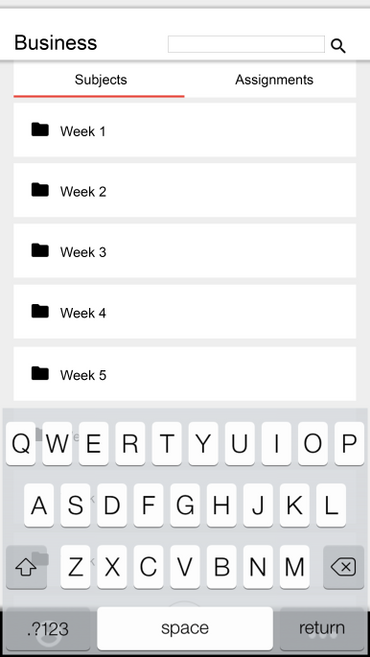 Business
Subjects Assignments
Week 1
Week 2
Week 3
Week 4
Week 5
Q W E R T Y U I O P
A S D F G H J K L
Z X C V B N M
.?123 space return